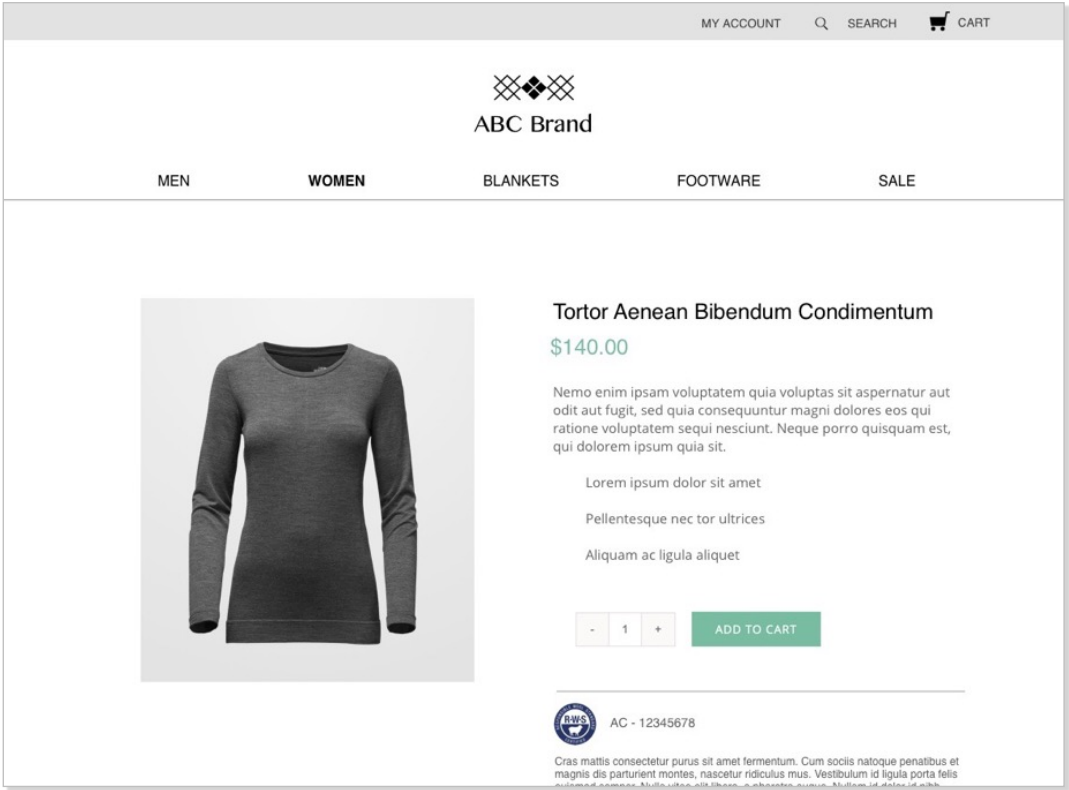 MY ACCOUNT SEARCH CART
ABC Brand
MEN WOMEN BLANKETS FOOTWARE SALE
Tortor Aenean Bibendum Condimentum
$140.00
Nemo enim ipsam voluptatem quia voluptas sit aspernatur aut
odit aut fugit, sed quia consequuntur magni dolores eos qui
ratione voluptatem sequi nesciunt. Neque porro quisquam est,
qui dolorem ipsum quia sit.
Lorem ipsum dolor sit amet
Pellentesque nec tor ultrices
Aliquam ac ligula aliquet
- 1 + ADD TO CART
R·W·S
AC - 12345678
Cras mattis consectetur purus sit amet fermentum. Cum sociis natoque penatibus et
magnis dis parturient montes, nascetur ridiculus mus. Vestibulum id ligula porta felis